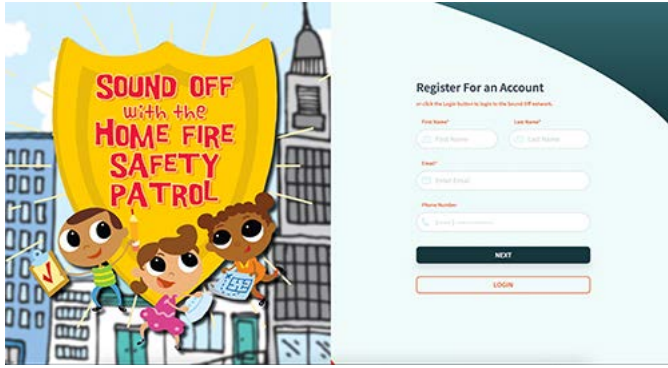 SOUND OFF
with the
HOME FIRE
SAFETY
PATROL
Register For an Account
or click the Login button to login to the Sound Off network.
First Name* Last Name*
First Name Last Name
Email*
Enter Email
Phone Number
NEXT
LOGIN